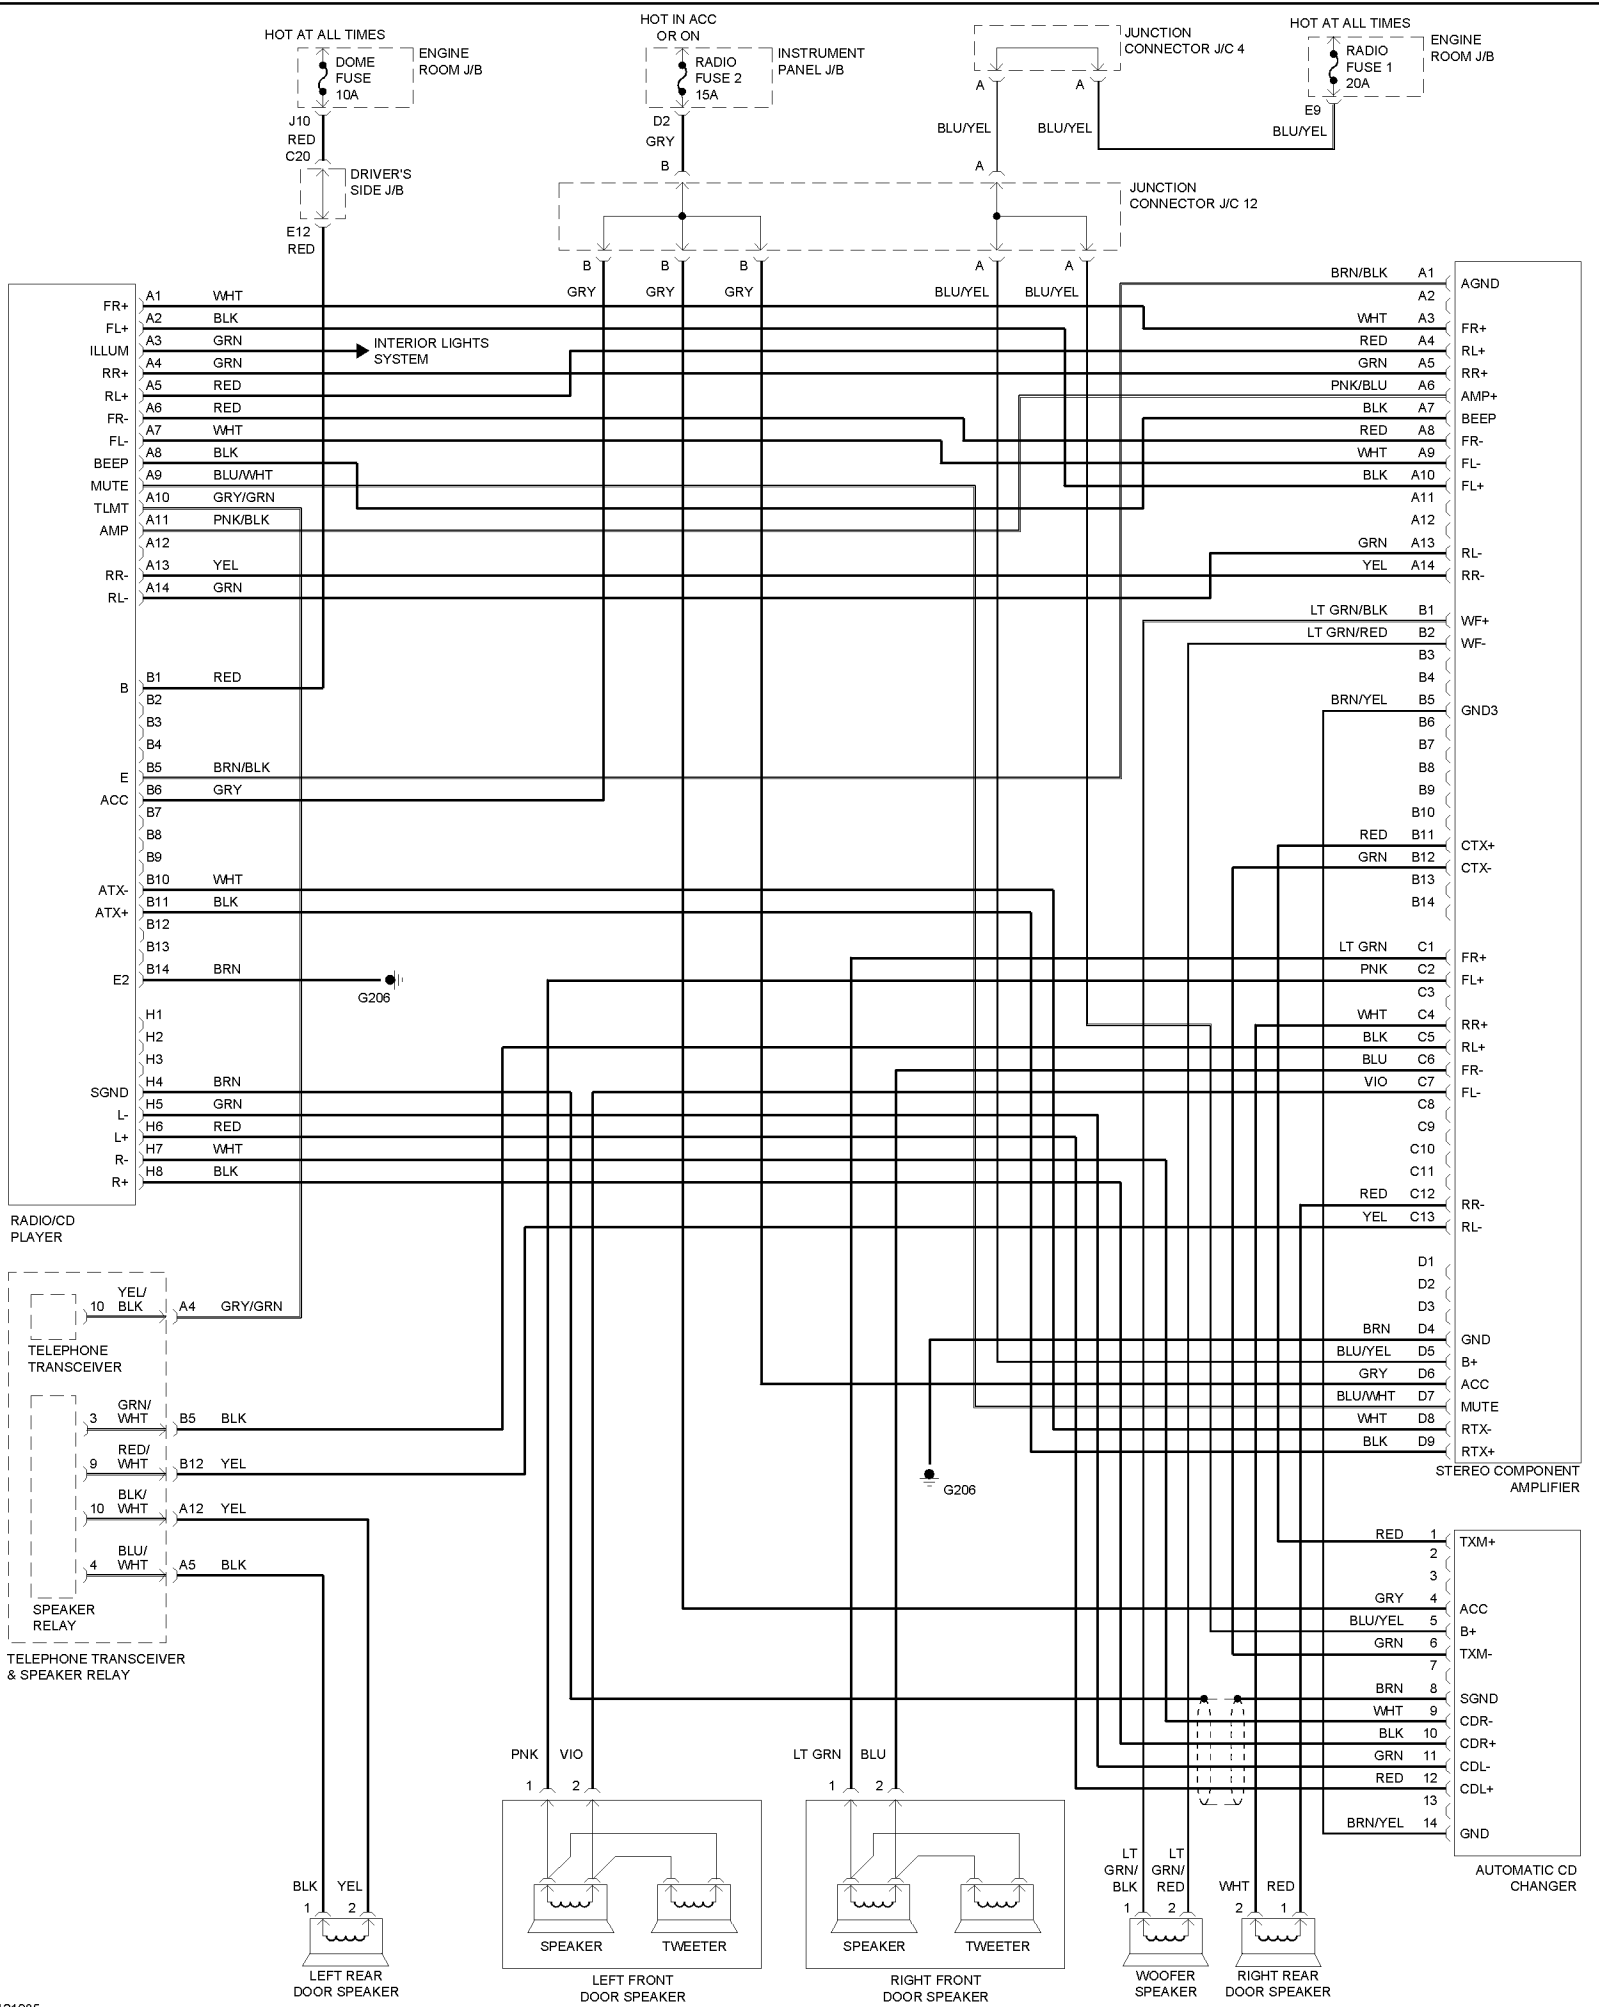 HOT AT ALL TIMES
DOME
FUSE
10A
ENGINE
ROOM J/B
J10
RED
C20
DRIVER'S
SIDE J/B
E12
RED
HOT IN ACC
OR ON
RADIO
FUSE 2
15A
INSTRUMENT
PANEL J/B
D2
GRY
B
JUNCTION
CONNECTOR J/C 4
A
A
BLU/YEL
BLU/YEL
A
HOT AT ALL TIMES
RADIO
FUSE 1
20A
ENGINE
ROOM J/B
E9
BLU/YEL
JUNCTION
CONNECTOR J/C 12
B
B
B
A
A
GRY
GRY
GRY
BLU/YEL
BLU/YEL
FR+ A1 WHT
FL+ A2 BLK
ILLUM A3 GRN
INTERIOR LIGHTS
SYSTEM
RR+ A4 GRN
RL+ A5 RED
FR- A6 RED
FL- A7 WHT
BEEP A8 BLK
MUTE A9 BLU/WHT
TLMT A10 GRY/GRN
AMP A11 PNK/BLK
A12
RR- A13 YEL
RL- A14 GRN
B B1 RED
B2
B3
B4
E B5 BRN/BLK
ACC B6 GRY
B7
B8
B9
ATX- B10 WHT
ATX+ B11 BLK
B12
B13
E2 B14 BRN
G206
H1
H2
H3
SGND H4 BRN
L- H5 GRN
L+ H6 RED
R- H7 WHT
R+ H8 BLK
RADIO/CD
PLAYER
BRN/BLK A1 AGND
A2
WHT A3 FR+
RED A4 RL+
GRN A5 RR+
PNK/BLU A6 AMP+
BLK A7 BEEP
RED A8 FR-
WHT A9 FL-
BLK A10 FL+
A11
A12
GRN A13 RL-
YEL A14 RR-
LT GRN/BLK B1 WF+
LT GRN/RED B2 WF-
B3
B4
BRN/YEL B5 GND3
B6
B7
B8
B9
B10
RED B11 CTX+
GRN B12 CTX-
B13
B14
LT GRN C1 FR+
PNK C2 FL+
C3
WHT C4 RR+
BLK C5 RL+
BLU C6 FR-
VIO C7 FL-
C8
C9
C10
C11
RED C12 RR-
YEL C13 RL-
D1
D2
D3
BRN D4 GND
BLU/YEL D5 B+
GRY D6 ACC
BLU/WHT D7 MUTE
WHT D8 RTX-
BLK D9 RTX+
STEREO COMPONENT
AMPLIFIER
G206
YEL/
10 BLK A4 GRY/GRN
TELEPHONE
TRANSCEIVER
GRN/
3 WHT B5 BLK
RED/
9 WHT B12 YEL
BLK/
10 WHT A12 YEL
BLU/
4 WHT A5 BLK
SPEAKER
RELAY
TELEPHONE TRANSCEIVER
& SPEAKER RELAY
RED 1 TXM+
2
3
GRY 4 ACC
BLU/YEL 5 B+
GRN 6 TXM-
7
BRN 8 SGND
WHT 9 CDR-
BLK 10 CDR+
GRN 11 CDL-
RED 12 CDL+
13
BRN/YEL 14 GND
AUTOMATIC CD
CHANGER
BLK YEL
1 2
LEFT REAR
DOOR SPEAKER
PNK VIO
1 2
SPEAKER TWEETER
LEFT FRONT
DOOR SPEAKER
LT GRN BLU
1 2
SPEAKER TWEETER
RIGHT FRONT
DOOR SPEAKER
LT LT
GRN/ GRN/
BLK RED
1 2
WOOFER
SPEAKER
WHT RED
2 1
RIGHT REAR
DOOR SPEAKER